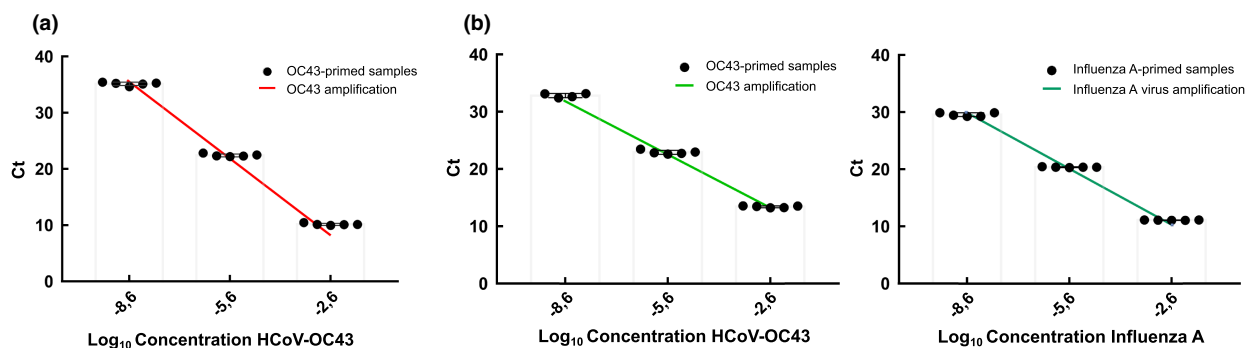 (a)
40
30
20
10
0
Ct
OC43-primed samples
OC43 amplification
-8,6
-5,6
-2,6
Log10 Concentration HCoV-OC43
(b)
40
30
20
10
0
Ct
OC43-primed samples
OC43 amplification
-8,6
-5,6
-2,6
Log10 Concentration HCoV-OC43
40
30
20
10
0
Ct
Influenza A-primed samples
Influenza A virus amplification
-8,6
-5,6
-2,6
Log10 Concentration Influenza A